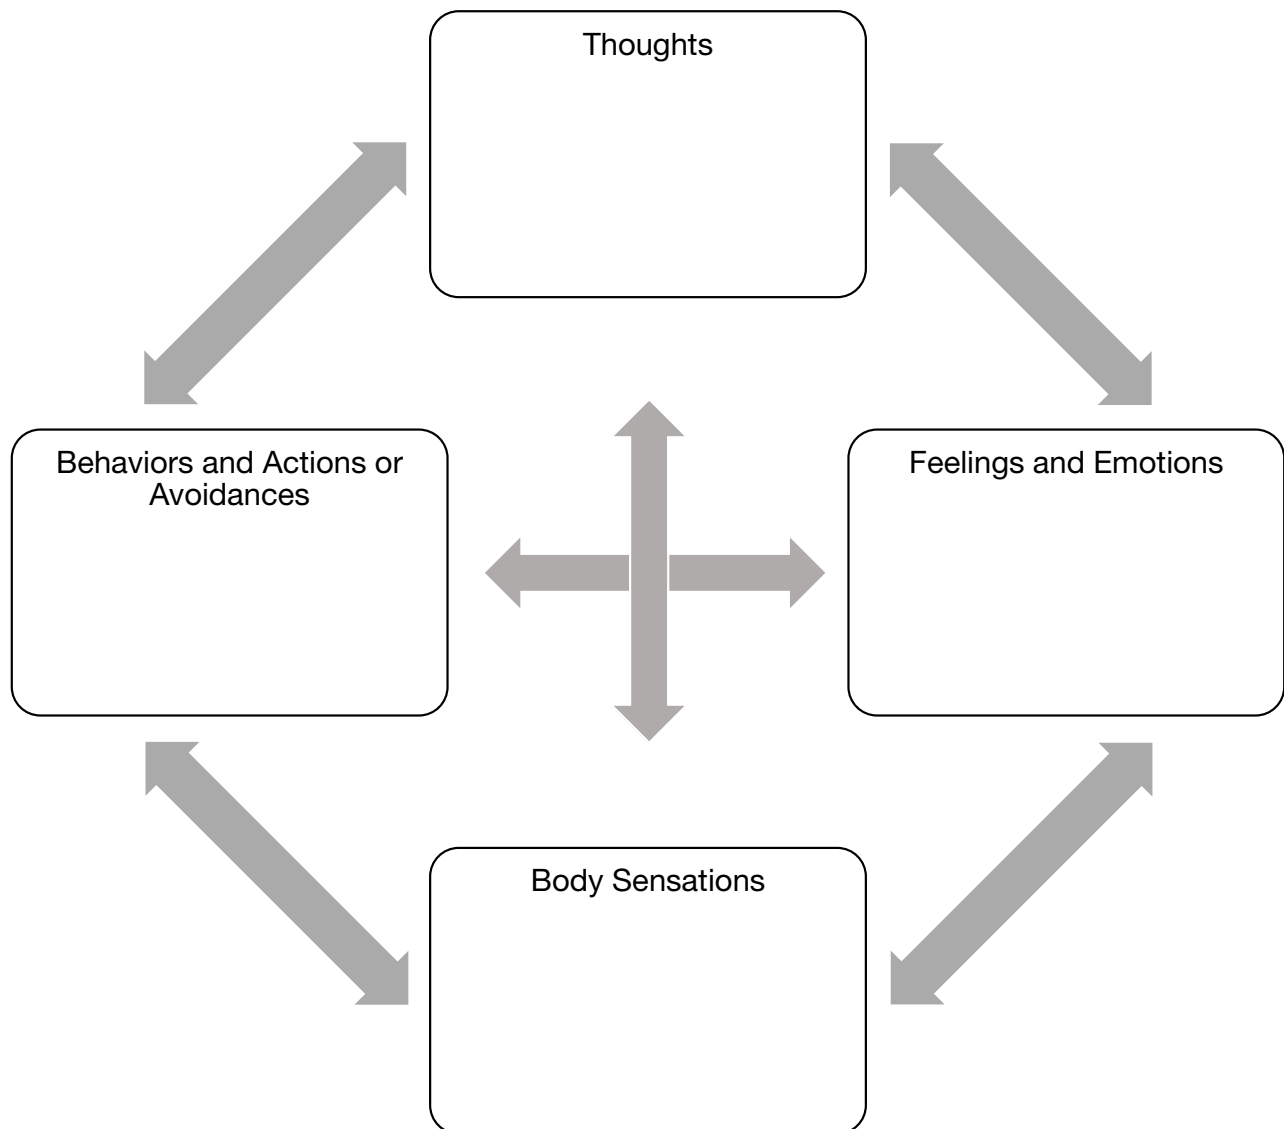 Thoughts
Behaviors and Actions or
Avoidances
Feelings and Emotions
Body Sensations